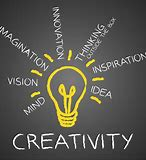 IMAGINATION
INNOVATION
THINKING
OUTSIDE THE BOX
INSPIRATION
VISION
MIND
IDEA
CREATIVITY